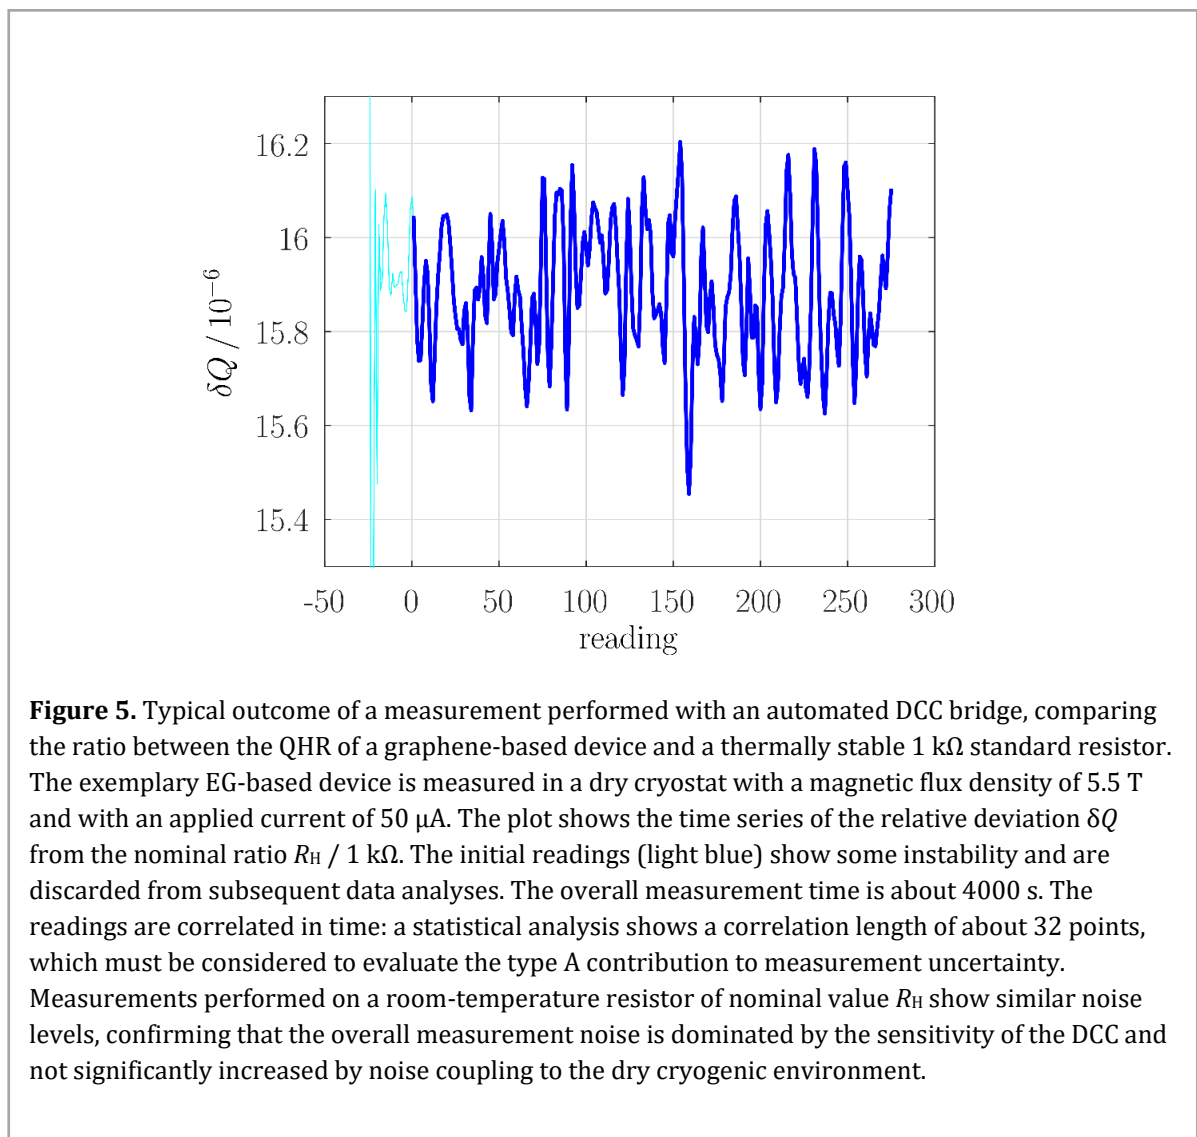 16.2
16
15.8
15.6
15.4
δQ / 10⁻⁶
-50 0 50 100 150 200 250 300
reading
Figure 5. Typical outcome of a measurement performed with an automated DCC bridge, comparing
the ratio between the QHR of a graphene-based device and a thermally stable 1 kΩ standard resistor.
The exemplary EG-based device is measured in a dry cryostat with a magnetic flux density of 5.5 T
and with an applied current of 50 μA. The plot shows the time series of the relative deviation δQ
from the nominal ratio RH / 1 kΩ. The initial readings (light blue) show some instability and are
discarded from subsequent data analyses. The overall measurement time is about 4000 s. The
readings are correlated in time: a statistical analysis shows a correlation length of about 32 points,
which must be considered to evaluate the type A contribution to measurement uncertainty.
Measurements performed on a room-temperature resistor of nominal value RH show similar noise
levels, confirming that the overall measurement noise is dominated by the sensitivity of the DCC and
not significantly increased by noise coupling to the dry cryogenic environment.